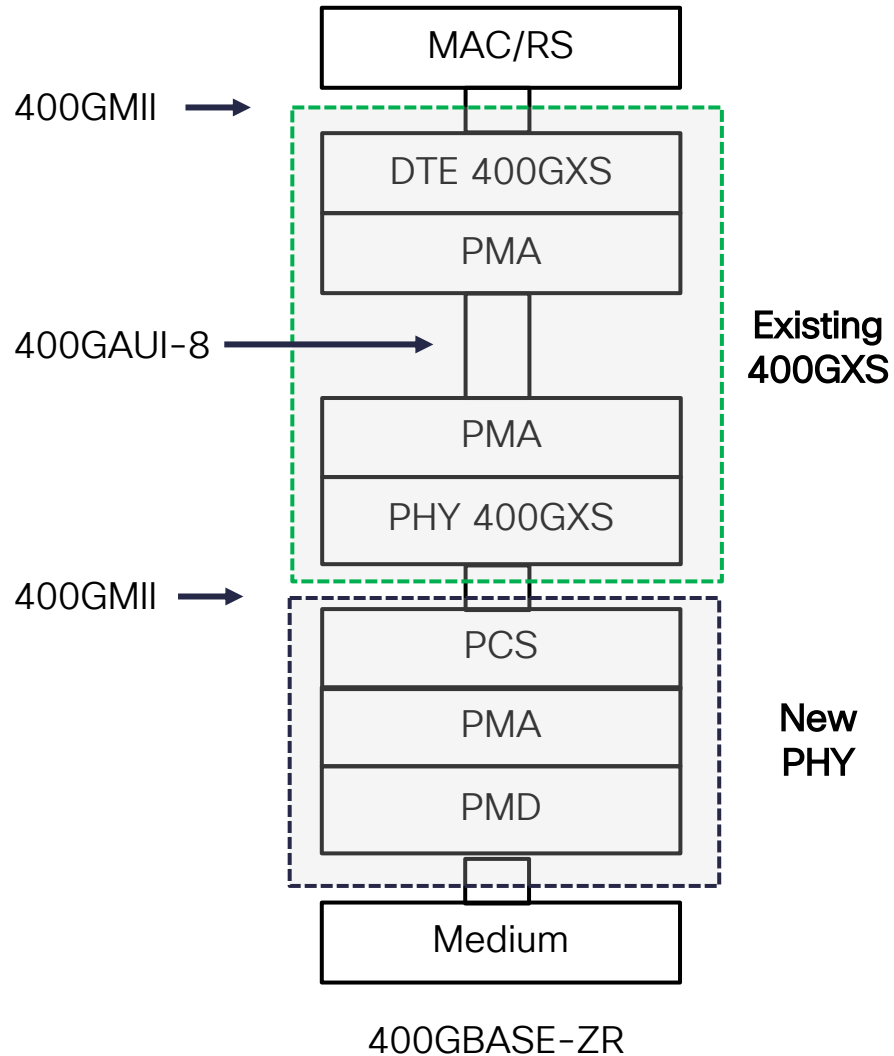 MAC/RS
400GMII
DTE 400GXS
PMA
400GAUI-8
Existing
400GXS
PMA
PHY 400GXS
400GMII
PCS
PMA
New
PHY
PMD
Medium
400GBASE-ZR